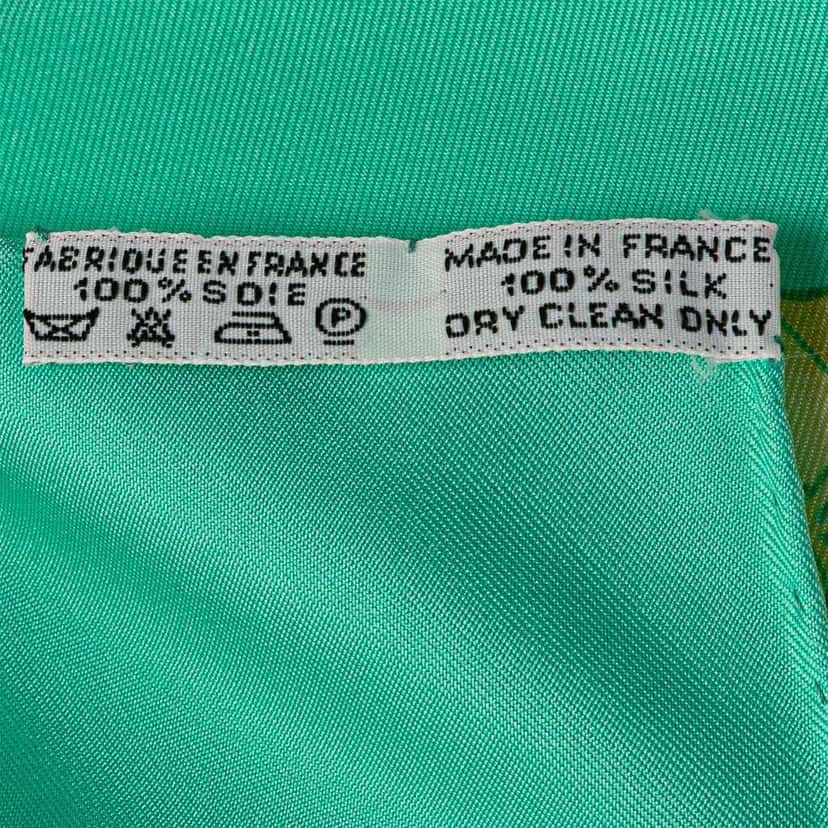 FABRIQUE EN FRANCE
100% SOIE
P
MADE IN FRANCE
100% SILK
DRY CLEAN ONLY